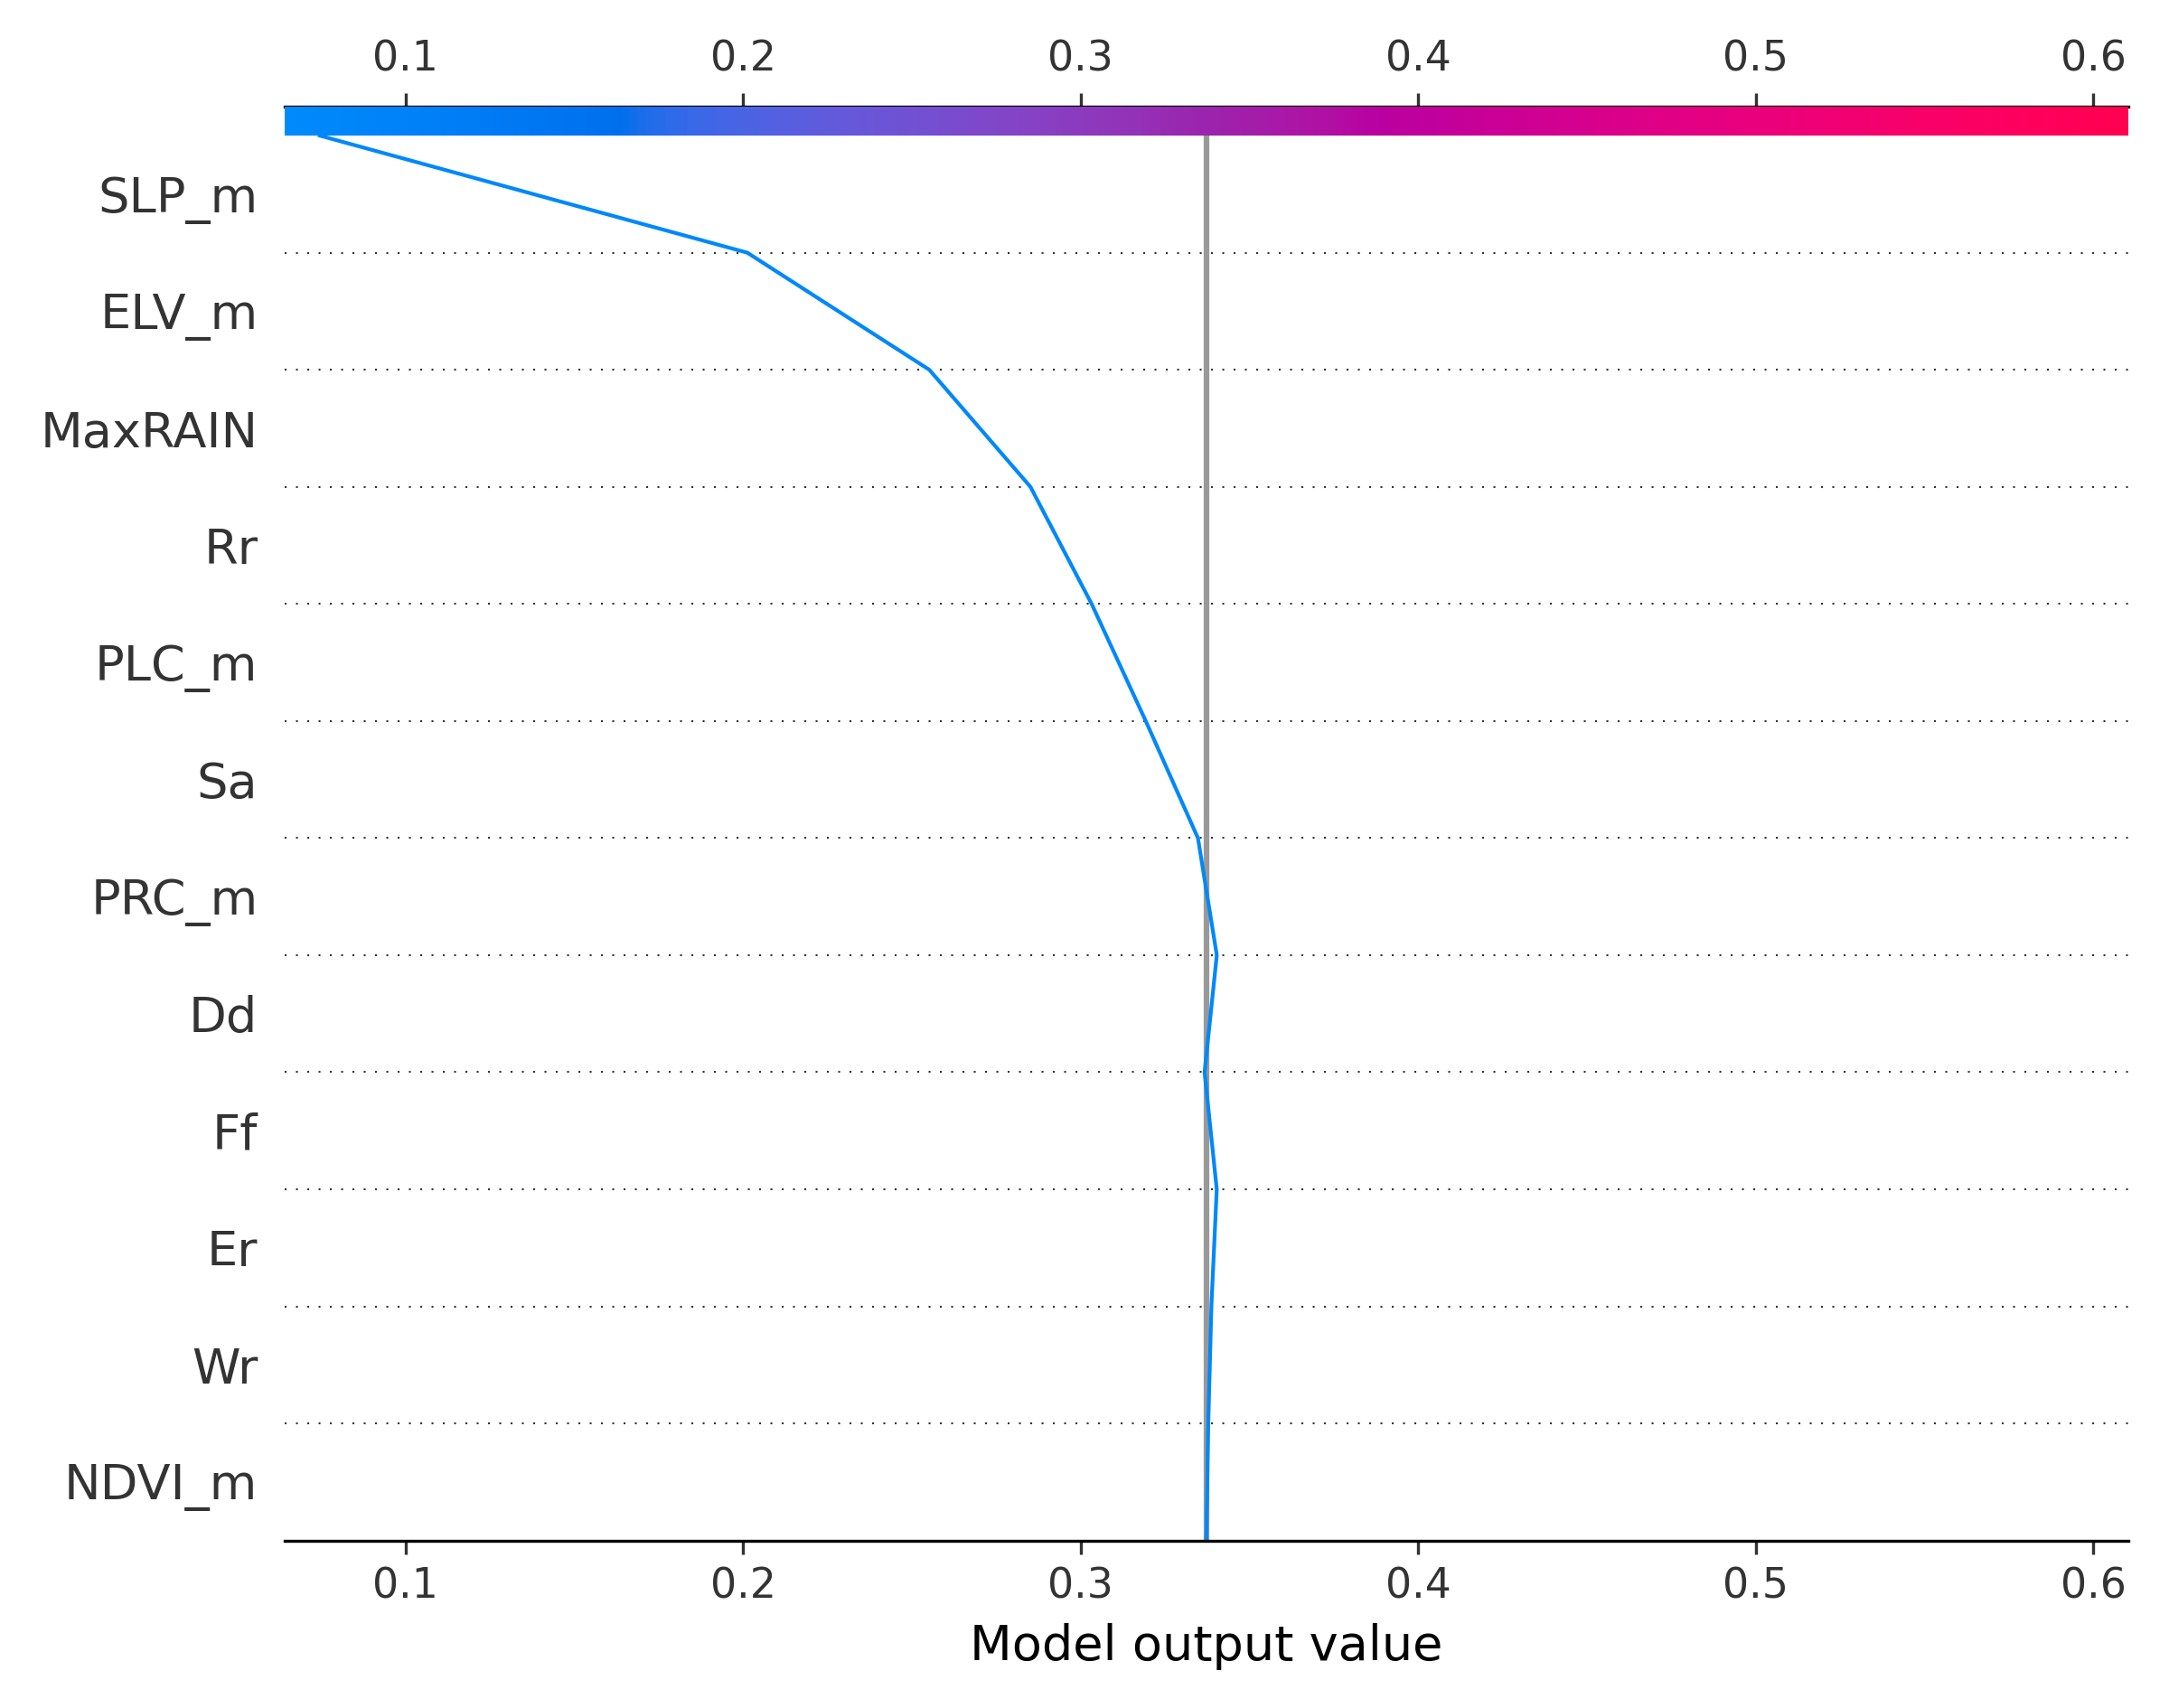 0.1 0.2 0.3 0.4 0.5 0.6
SLP_m
ELV_m
MaxRAIN
Rr
PLC_m
Sa
PRC_m
Dd
Ff
Er
Wr
NDVI_m
0.1 0.2 0.3 0.4 0.5 0.6
Model output value